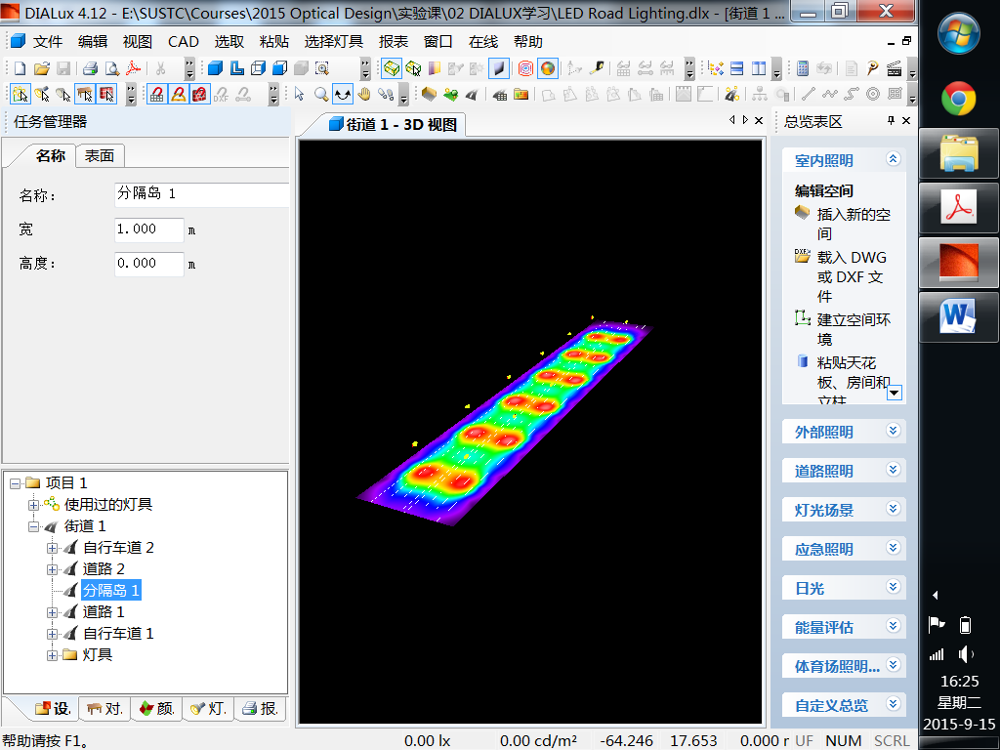 DIALux 4.12 - E:\SUSTC\Courses\2015 Optical Design\实验课\02 DIALUX学习\LED Road Lighting.dlx - [街道 1 ...
文件 编辑 视图 CAD 选取 粘贴 选择灯具 报表 窗口 在线 帮助
任务管理器
名称 表面
名称：
分隔岛 1
宽
1.000
m
高度：
0.000
m
项目 1
使用过的灯具
街道 1
自行车道 2
道路 2
分隔岛 1
道路 1
自行车道 1
灯具
设. 对. 颜. 灯. 报.
街道 1 - 3D 视图
总览表区
室内照明
编辑空间
插入新的空
间
DXF
载入 DWG
或 DXF 文
件
建立空间环
境
粘贴天花
板、房间和
立柱
外部照明
道路照明
灯光场景
应急照明
日光
能量评估
体育场照明...
自定义总览
帮助请按 F1。
0.00 lx 0.00 cd/m² -64.246 17.653 0.000 r UF NUM SCRL
16:25
星期二
2015-9-15